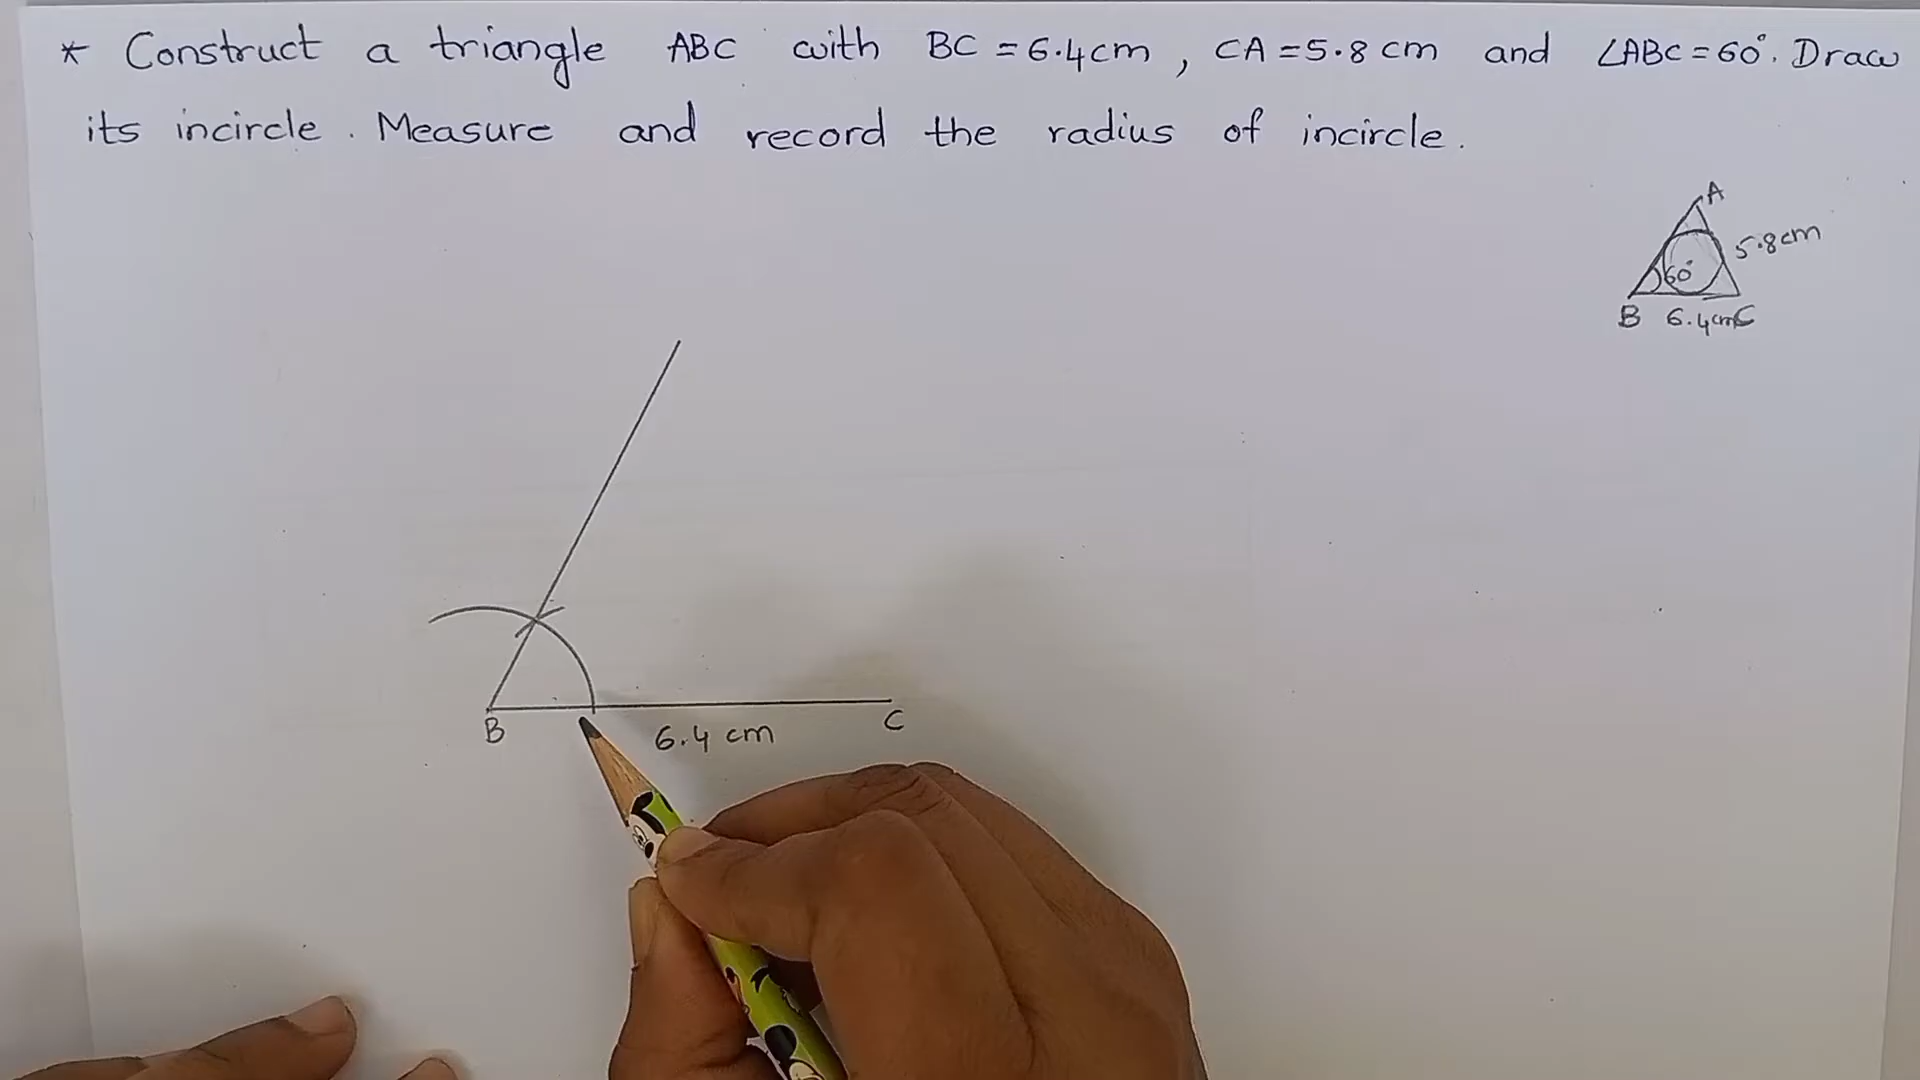 * Construct a triangle ABC with BC = 6.4cm, CA = 5.8 cm and ∠ABC = 60°. Draw
its incircle. Measure and record the radius of incircle.
A
5.8cm
60°
B 6.4cm C
B 6.4 cm C